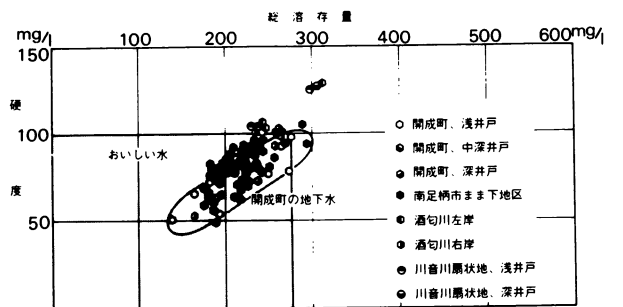 総溶存量
mg/l 100 200 300 400 500 600 mg/l
150
硬度
100
50
おいしい水
開成町の地下水
開成町、浅井戸
開成町、中深井戸
開成町、深井戸
南足柄市まま下地区
酒匂川左岸
酒匂川右岸
川音川扇状地、浅井戸
川音川扇状地、深井戸